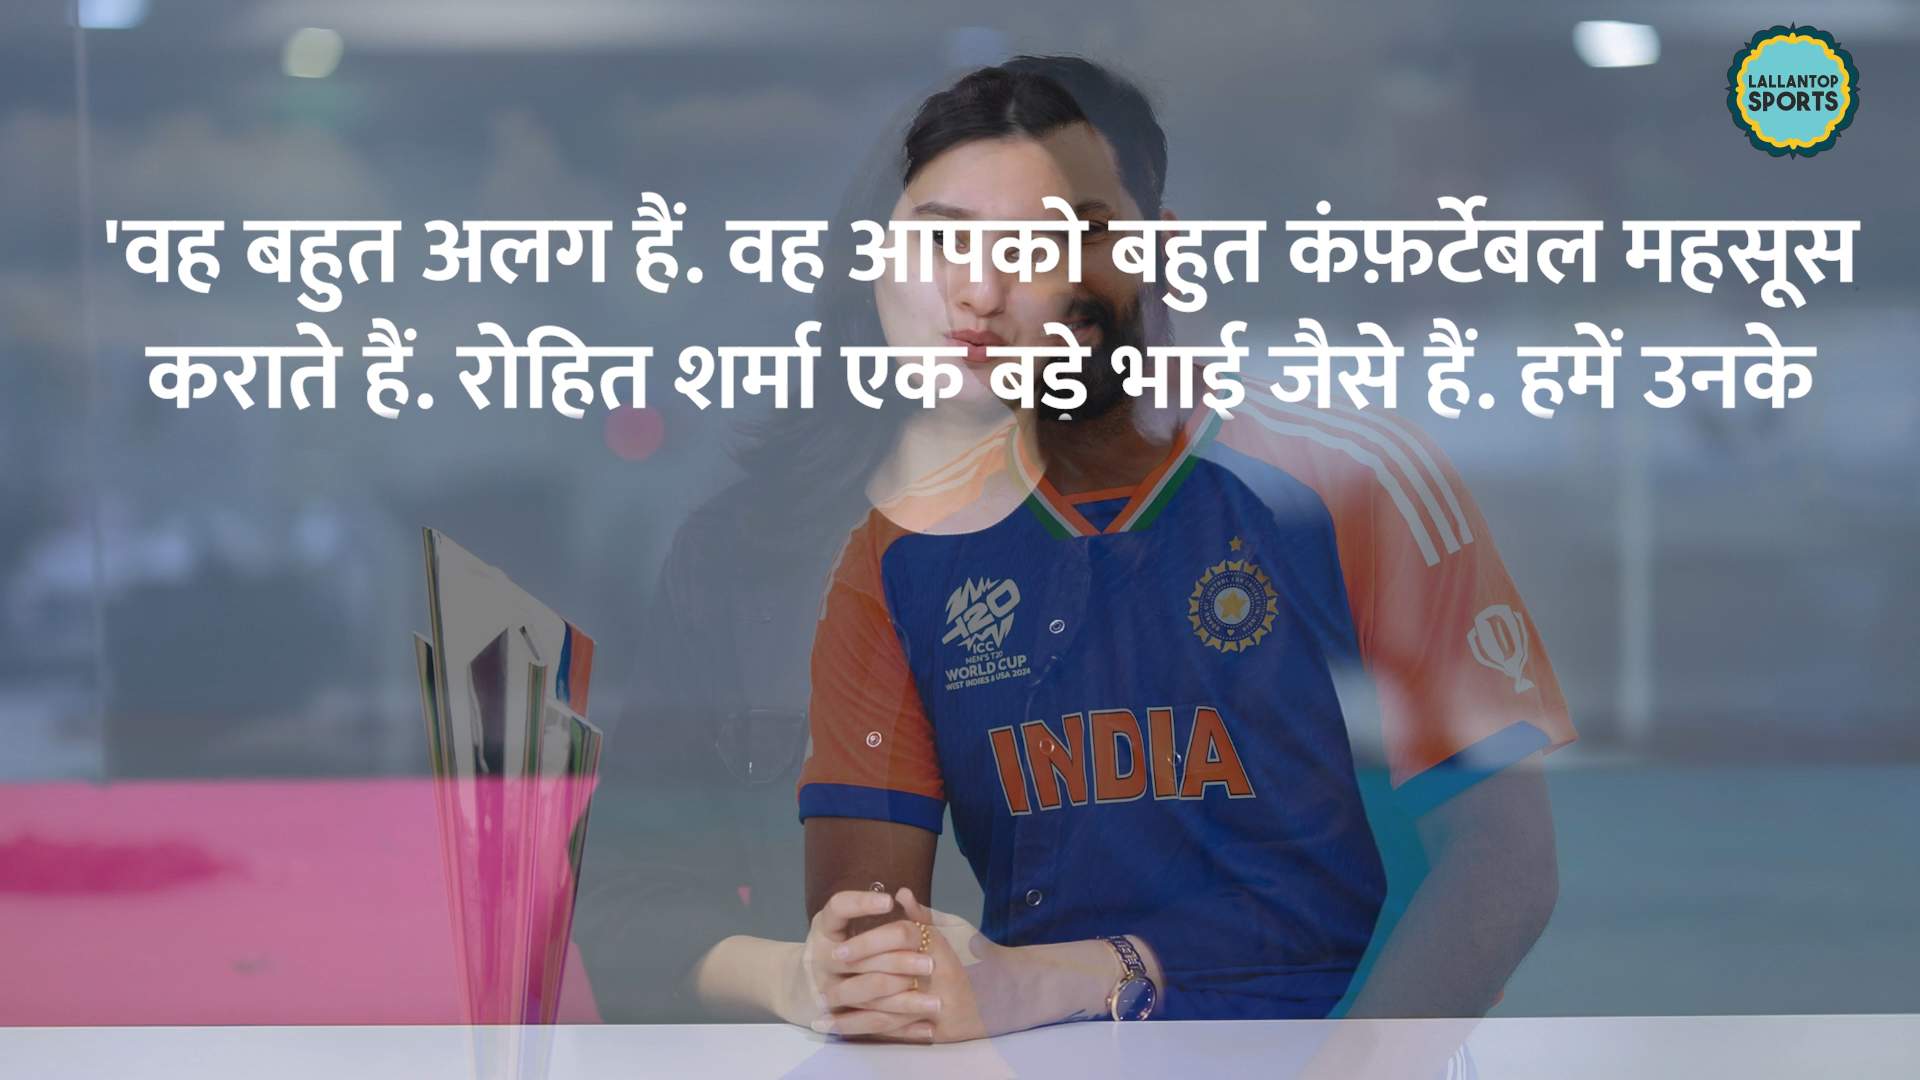 LALLANTOP
SPORTS
'वह बहुत अलग हैं. वह आपको बहुत कंफ़र्टेबल महसूस
कराते हैं. रोहित शर्मा एक बड़े भाई जैसे हैं. हमें उनके
T20
ICC
MEN'S T20
WORLD CUP
WEST INDIES & USA 2024
INDIA